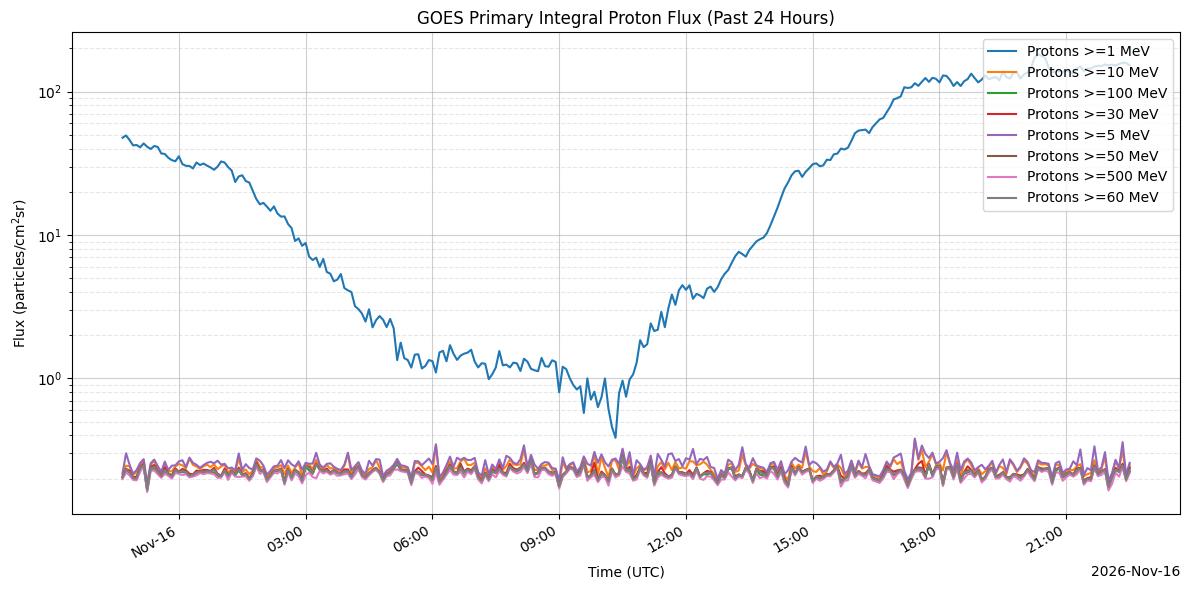 GOES Primary Integral Proton Flux (Past 24 Hours)
Protons >=1 MeV
Protons >=10 MeV
Protons >=100 MeV
Protons >=30 MeV
Protons >=5 MeV
Protons >=50 MeV
Protons >=500 MeV
Protons >=60 MeV
Flux (particles/cm²sr)
10²
10¹
10⁰
Nov-16
03:00
06:00
09:00
12:00
15:00
18:00
21:00
Time (UTC)
2026-Nov-16